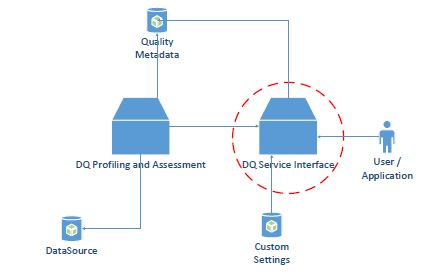 Quality
Metadata
DQ Profiling and Assessment
DQ Service Interface
User /
Application
DataSource
Custom
Settings